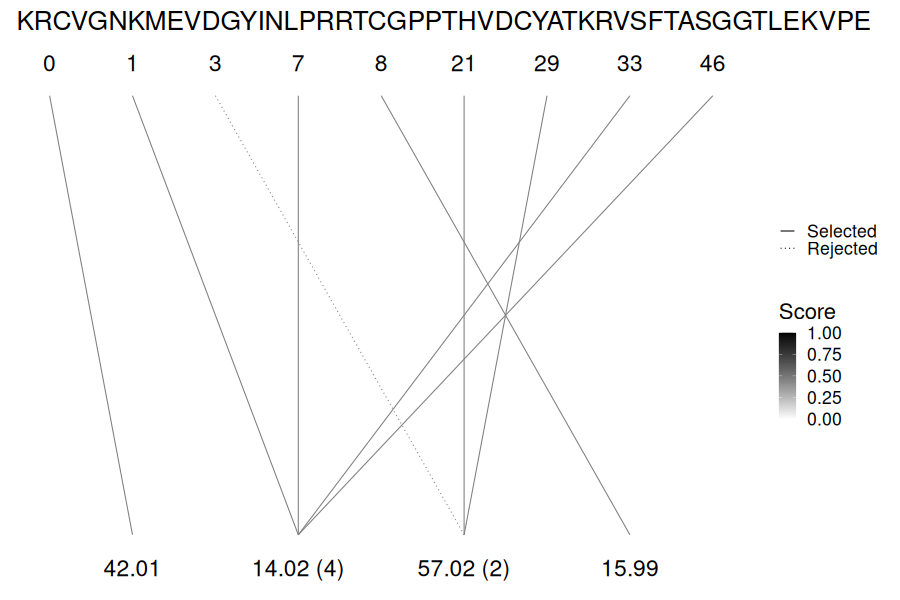 KRCVGNKMEVDGYINLPRRTCGPPTHVDCYATKRVSFTASGGTLEKVPE
0 1 3 7 8 21 29 33 46
Selected
Rejected
Score
1.00
0.75
0.50
0.25
0.00
42.01 14.02 (4) 57.02 (2) 15.99